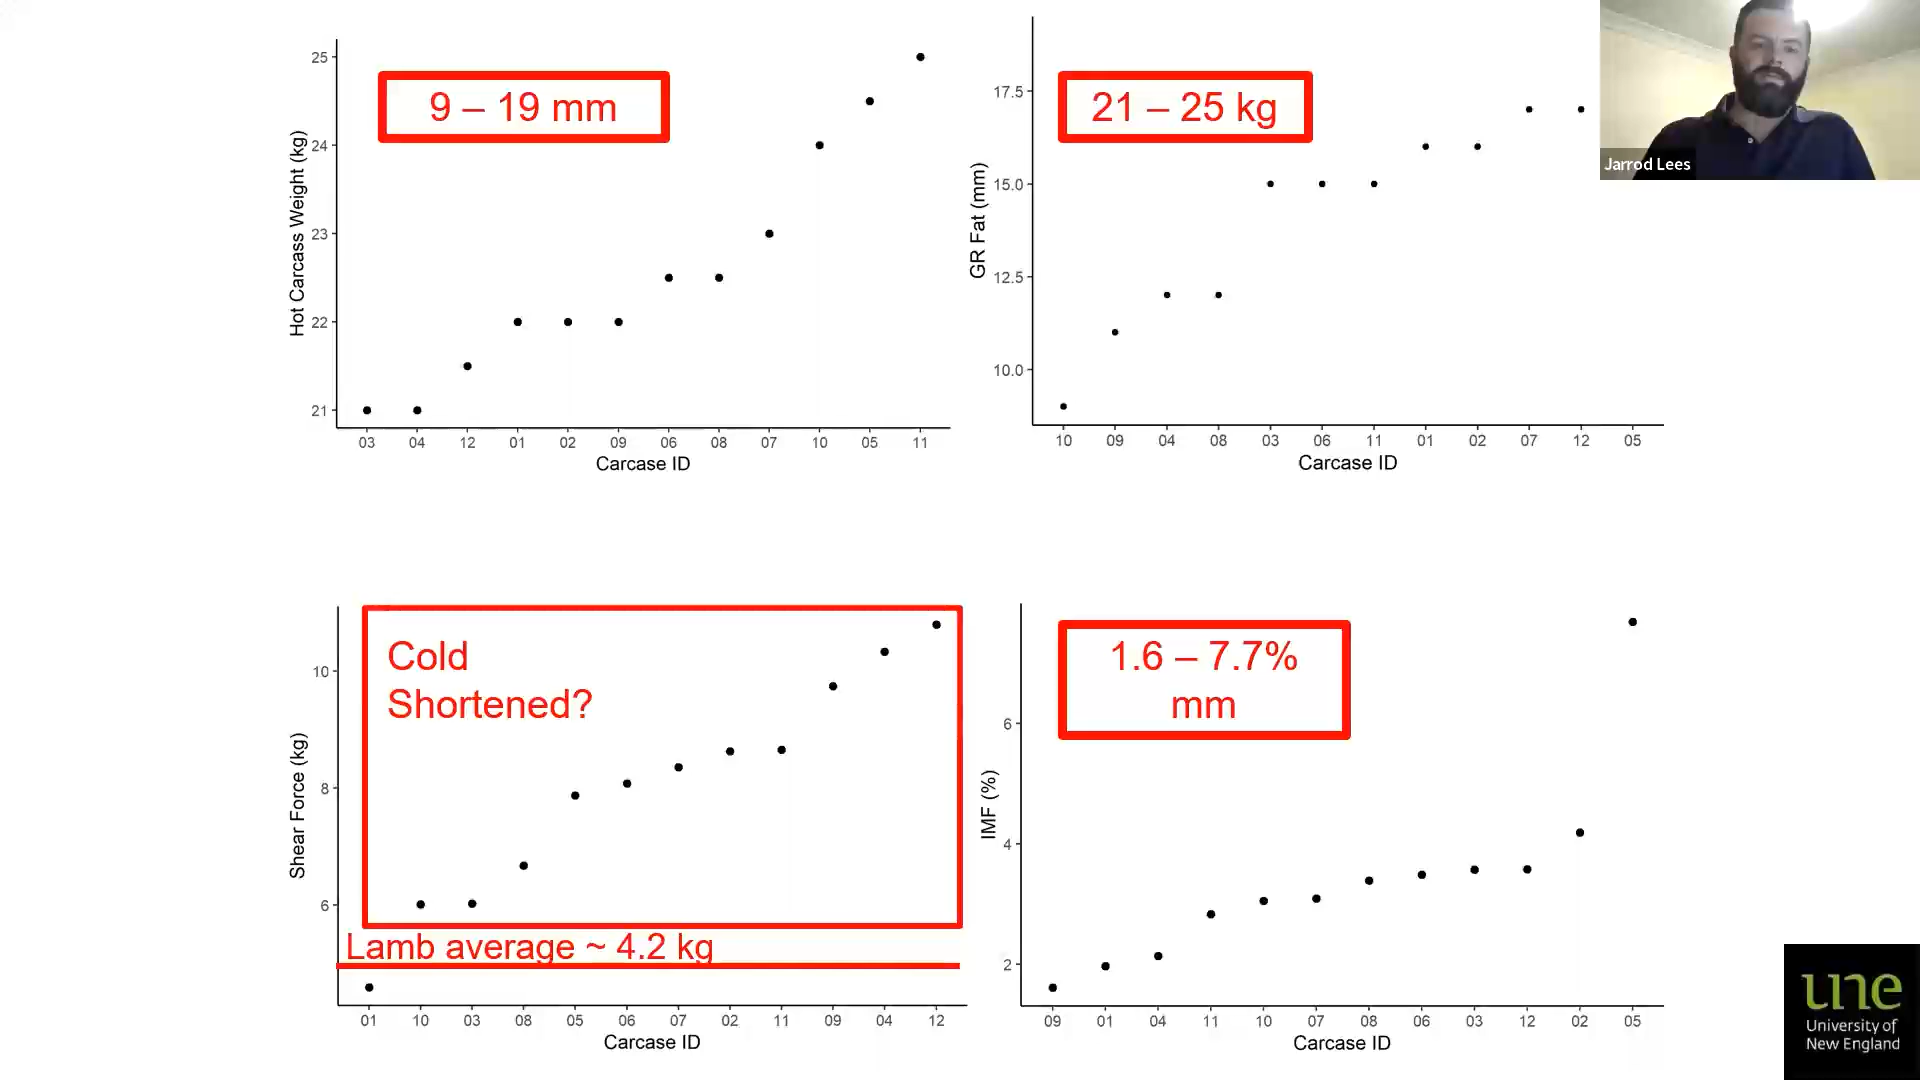 25
24
23
22
21
Hot Carcass Weight (kg)
9 – 19 mm
03 04 12 01 02 09 06 08 07 10 05 11
Carcase ID
17.5
15.0
12.5
10.0
GR Fat (mm)
21 – 25 kg
10 09 04 08 03 06 11 01 02 07 12 05
Carcase ID
Jarrod Lees
10
8
6
Shear Force (kg)
Cold
Shortened?
Lamb average ~ 4.2 kg
01 10 03 08 05 06 07 02 11 09 04 12
Carcase ID
6
4
2
IMF (%)
1.6 – 7.7%
mm
09 01 04 11 10 07 08 06 03 12 02 05
Carcase ID
une
University of
New England